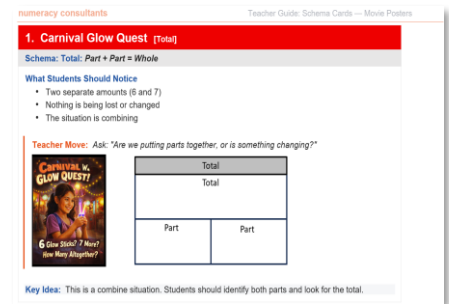 numeracy consultants
Teacher Guide: Schema Cards — Movie Posters
1. Carnival Glow Quest [Total]
Schema: Total: Part + Part = Whole
What Students Should Notice
• Two separate amounts (6 and 7)
• Nothing is being lost or changed
• The situation is combining
Teacher Move: Ask: "Are we putting parts together, or is something changing?"
CARNIVAL W.
GLOW QUEST!
6 Glow Sticks? 7 More?
How Many Altogether?
Total
Total
Part
Part
Key Idea: This is a combine situation. Students should identify both parts and look for the total.